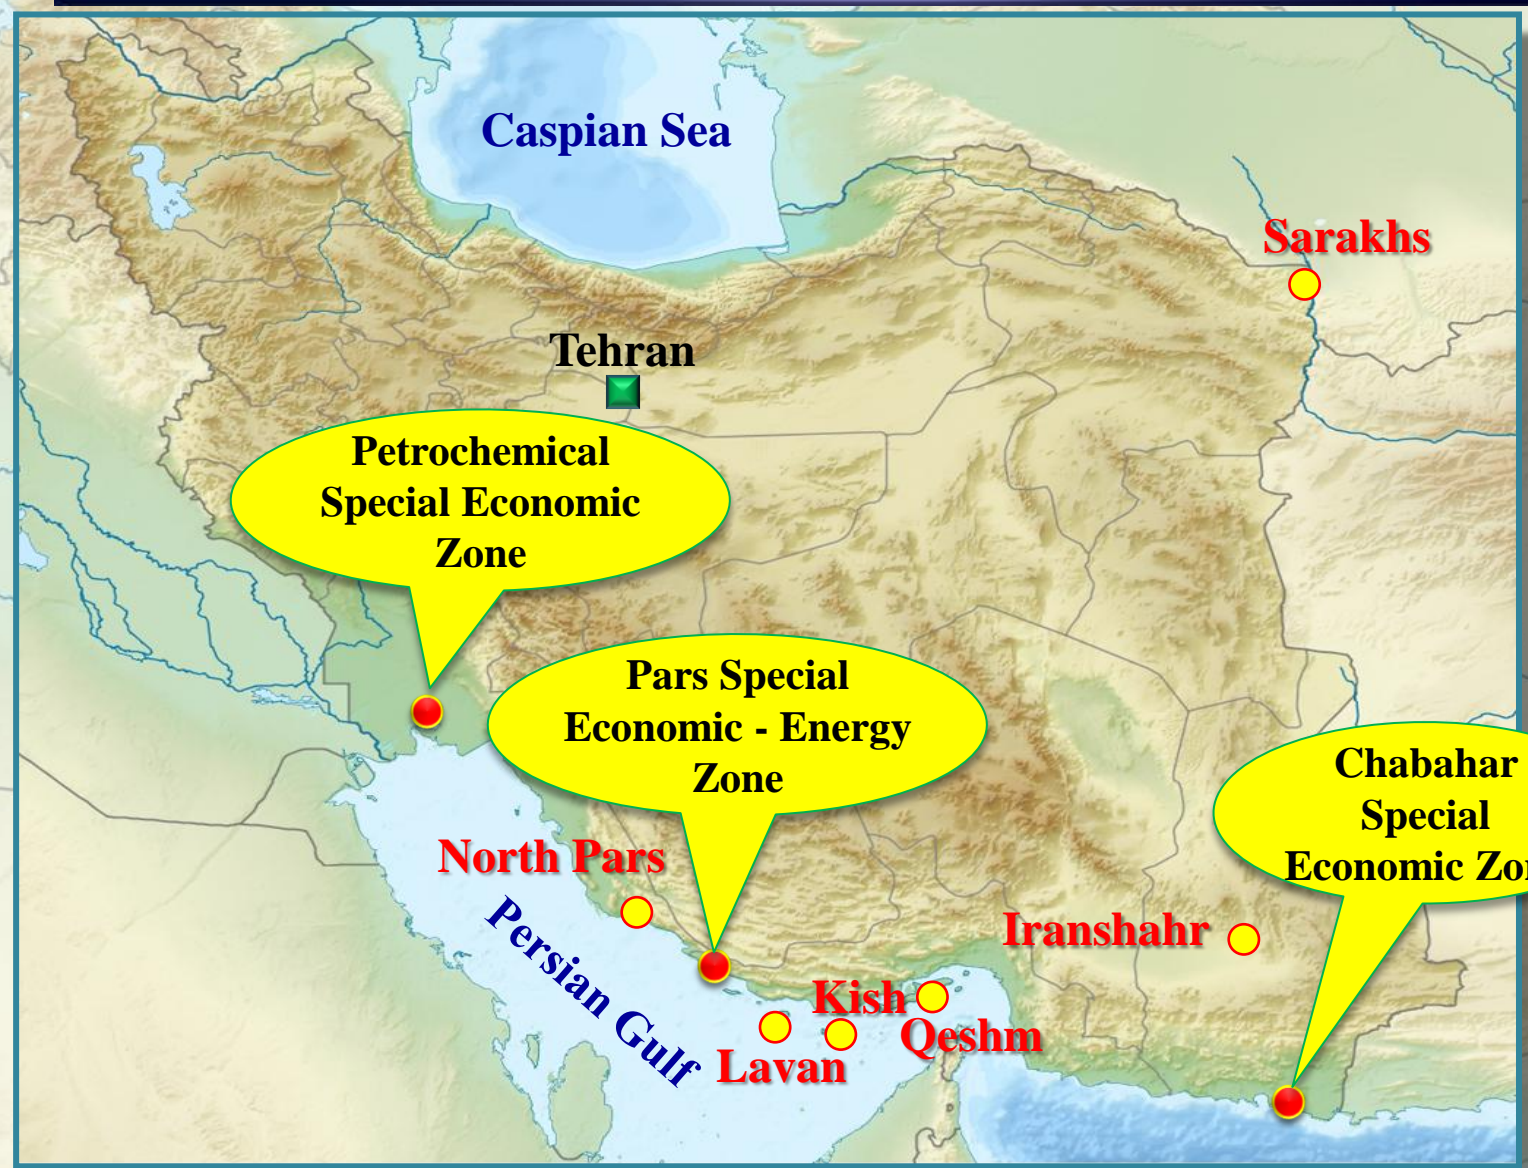 Caspian Sea
Sarakhs
Tehran
Petrochemical
Special Economic
Zone
Pars Special
Economic - Energy
Zone
Chabahar
Special
Economic
North Pars
Persian Gulf
Iranshahr
Kish
Qeshm
Lavan